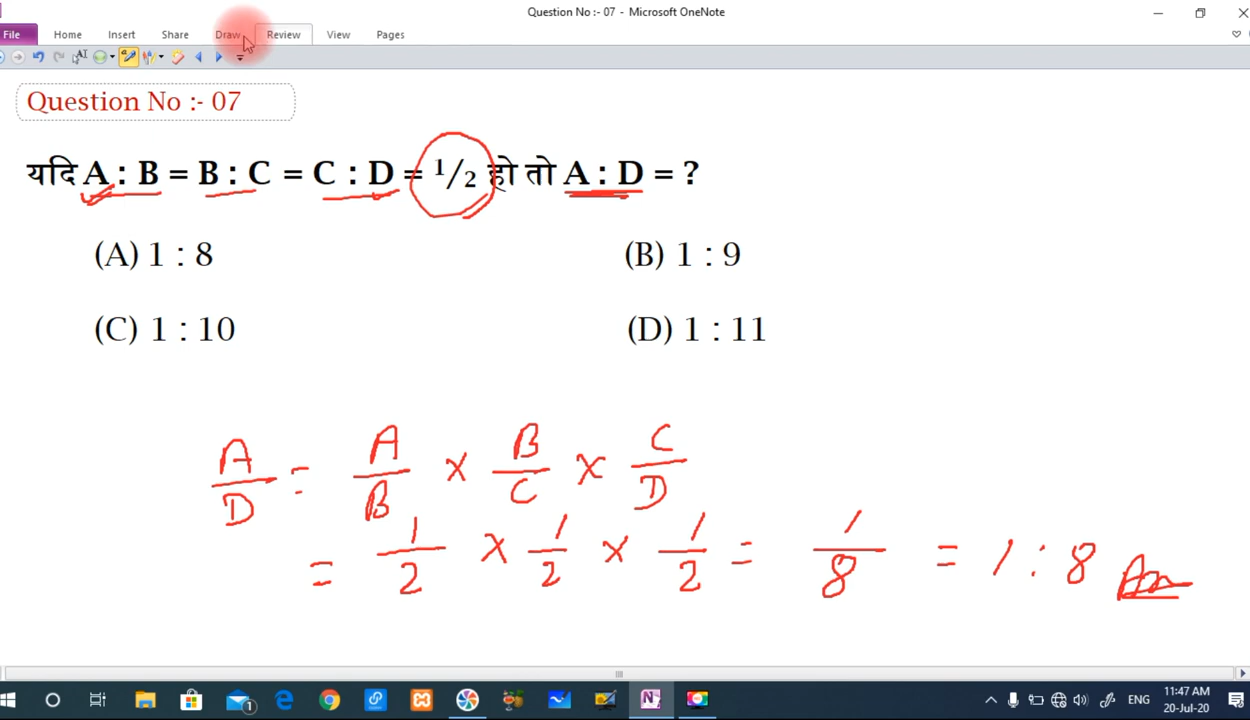 Question No :- 07 - Microsoft OneNote
File Home Insert Share Draw Review View Pages
Question No :- 07
यदि A : B = B : C = C : D = 1/2 हो तो A : D = ?
(A) 1 : 8 (B) 1 : 9
(C) 1 : 10 (D) 1 : 11
A/D = A/B × B/C × C/D
= 1/2 × 1/2 × 1/2 = 1/8 = 1 : 8 Ans
ENG 11:47 AM
20-Jul-20